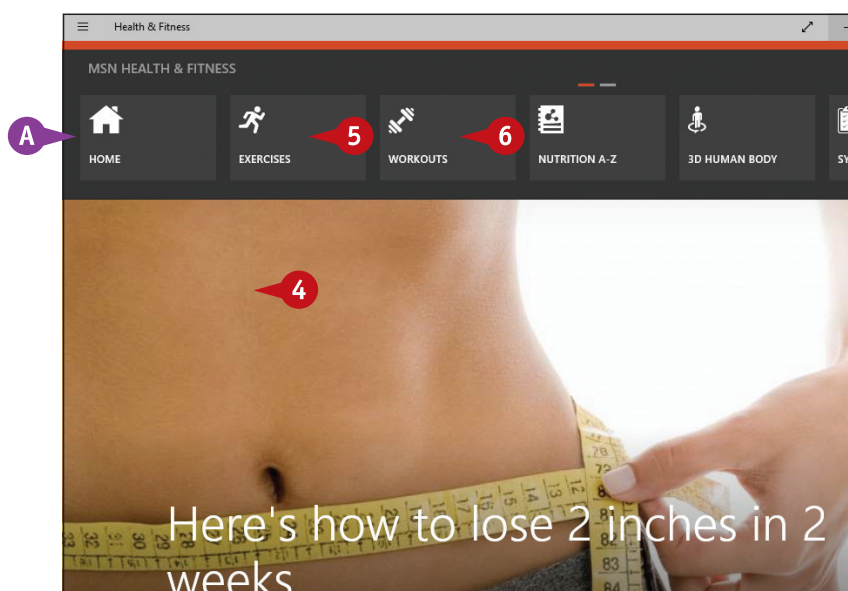 Health & Fitness
MSN HEALTH & FITNESS
A
HOME
EXERCISES
5
WORKOUTS
6
NUTRITION A-Z
3D HUMAN BODY
SY
4
Here's how to lose 2 inches in 2
weeks